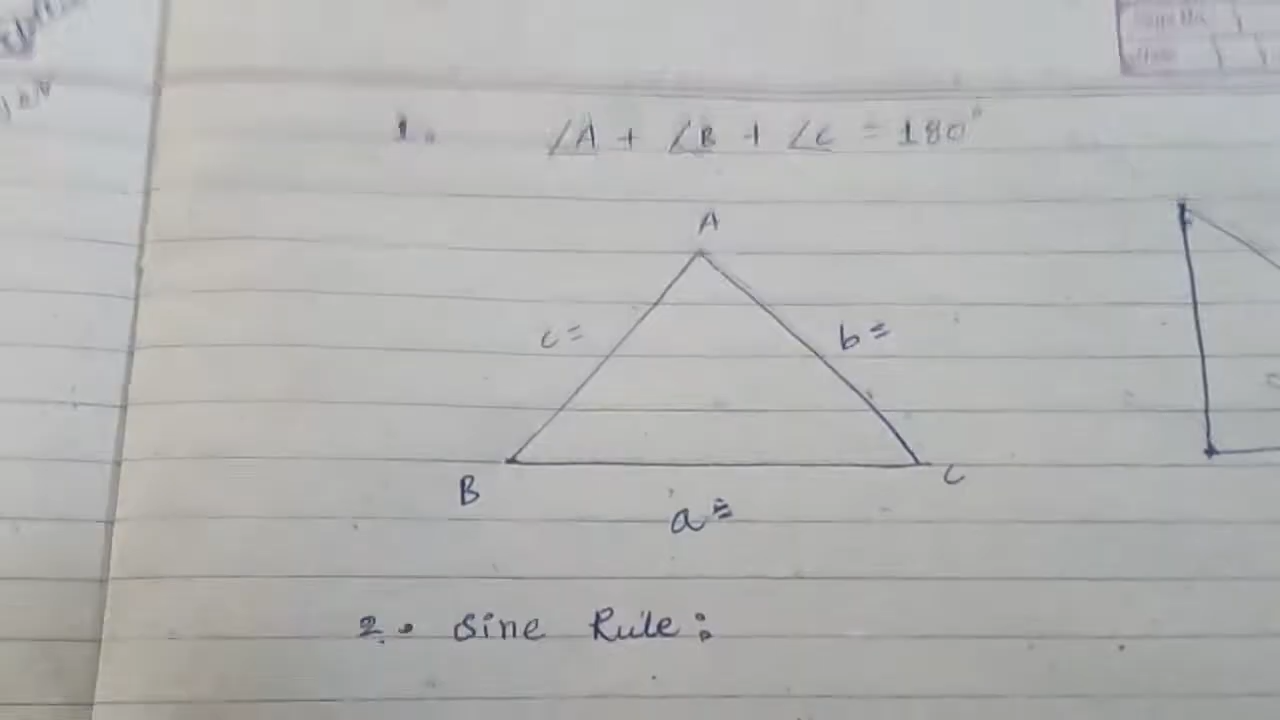 1. ∠A + ∠B + ∠C = 180°
A
c =
b =
B
C
a =
2. Sine Rule :